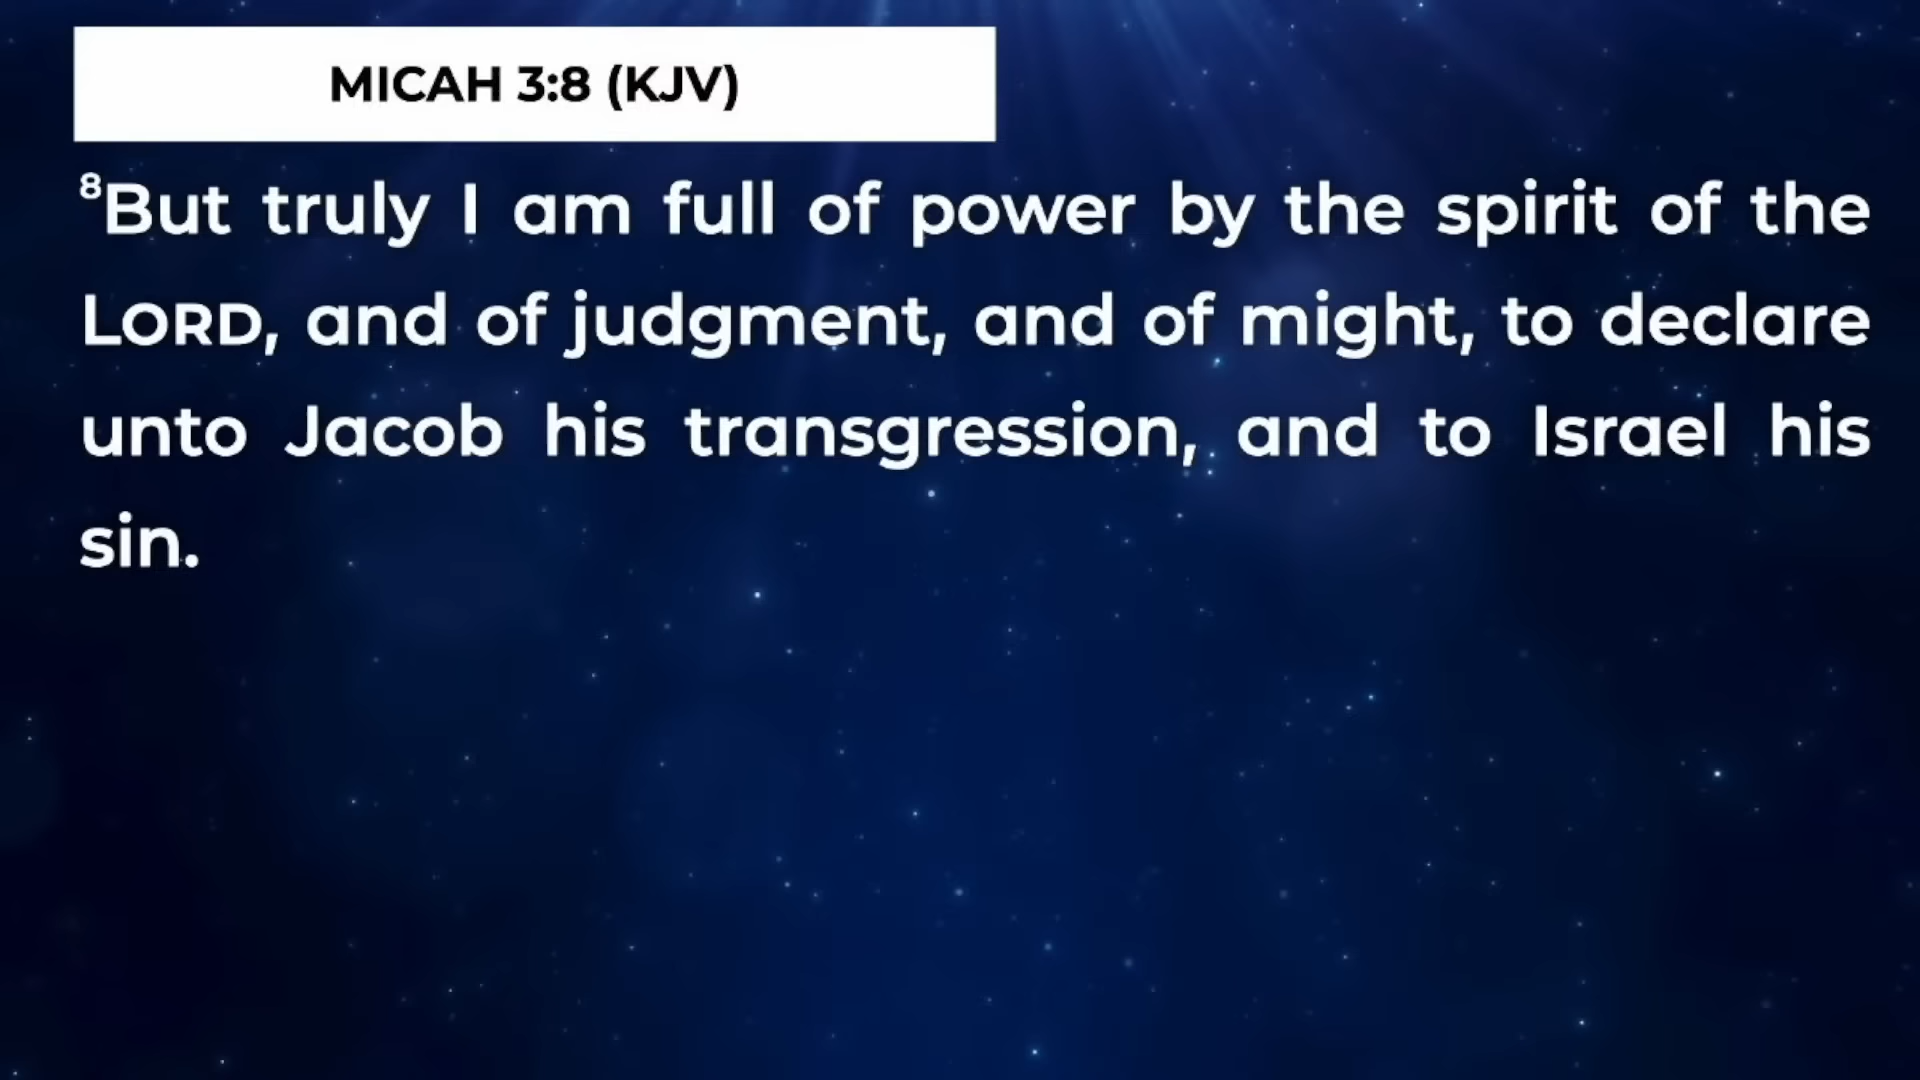 MICAH 3:8 (KJV)
⁸But truly I am full of power by the spirit of the
LORD, and of judgment, and of might, to declare
unto Jacob his transgression, and to Israel his
sin.